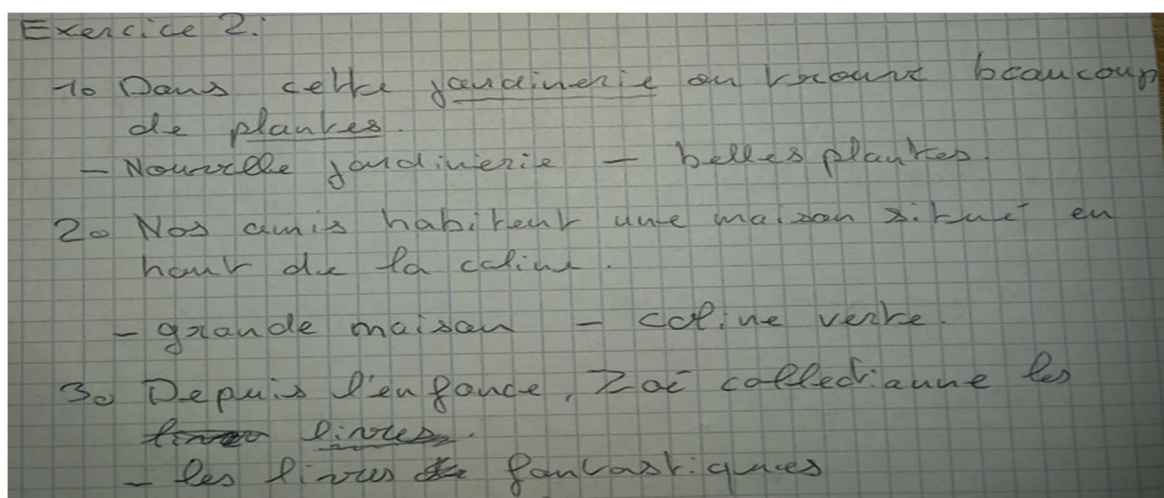 Exercice 2:
1o Dans cette jardinerie on trouve beaucoup
de plantes.
- Nouvelle jardinerie - belles plantes
2o Nos amis habitent une maison situé en
haut de la coline.
- grande maison - coline verte.
3o Depuis l'enfance, Zoé collectionne les
livres.
- les livres fantastiques